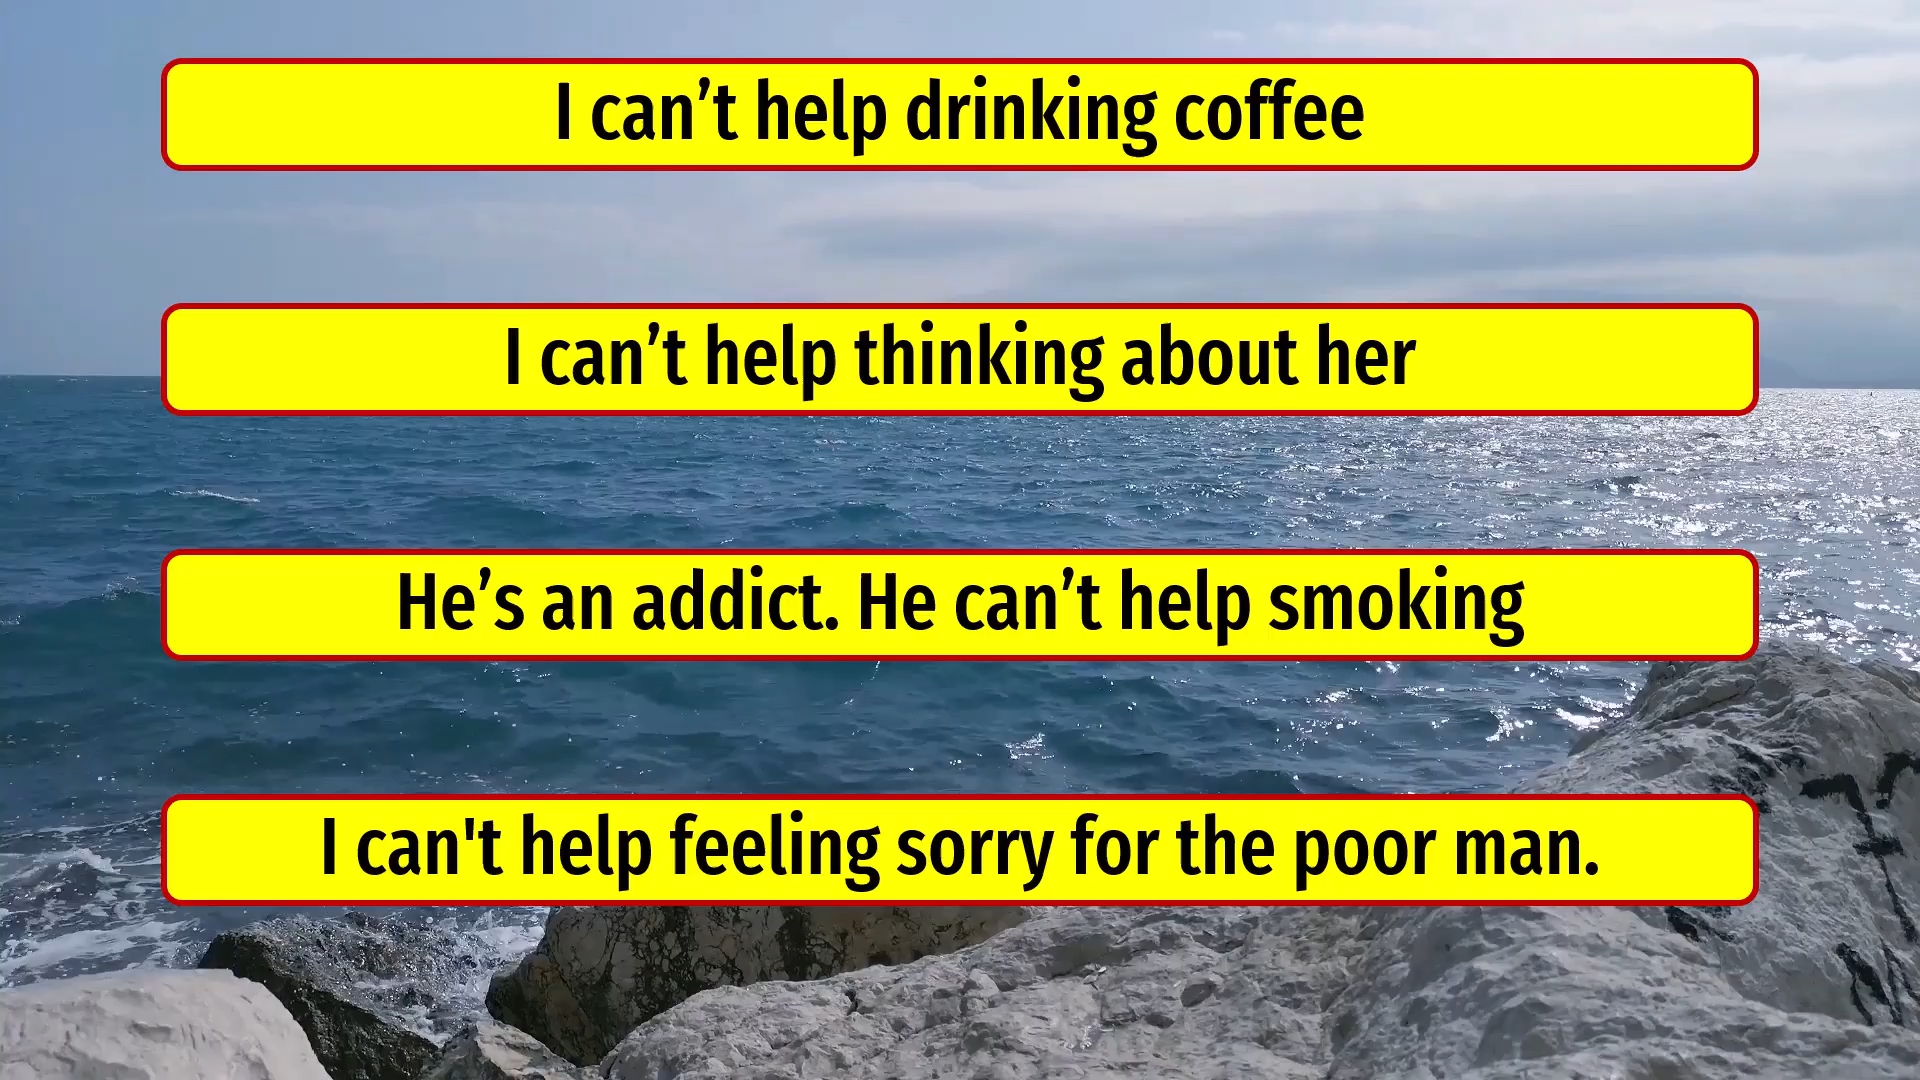 I can’t help drinking coffee
I can’t help thinking about her
He’s an addict. He can’t help smoking
I can't help feeling sorry for the poor man.